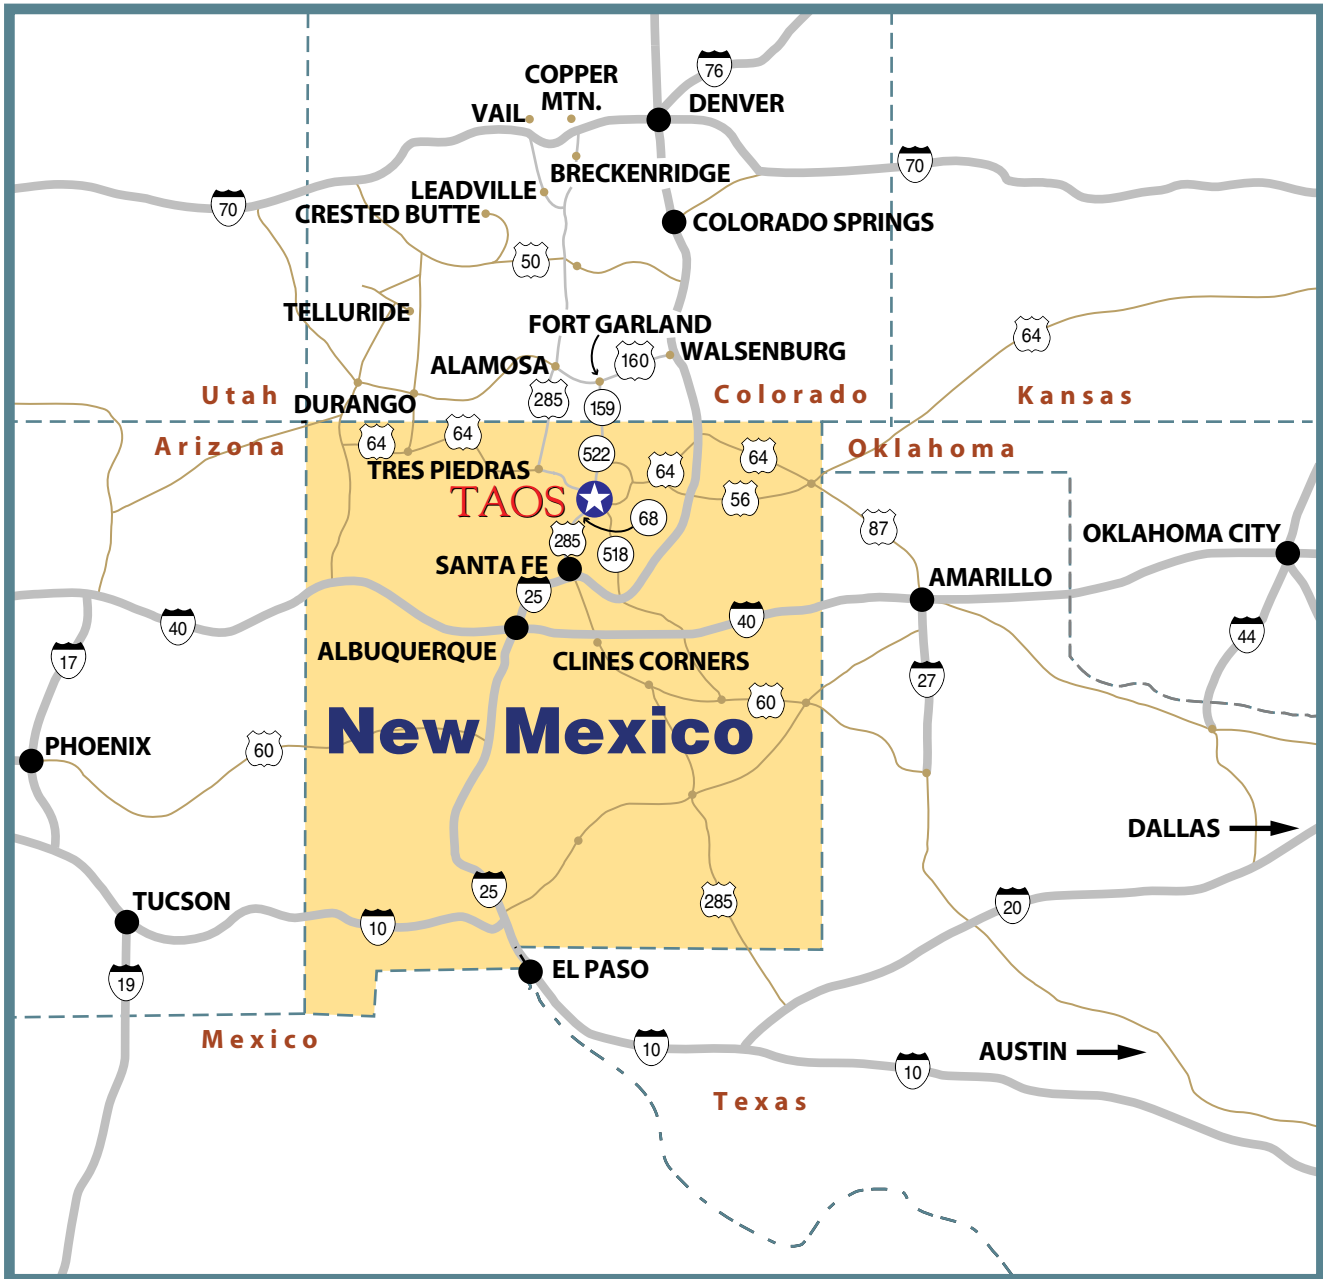 76
COPPER
MTN.
DENVER
VAIL
70
BRECKENRIDGE
LEADVILLE
70
CRESTED BUTTE
COLORADO SPRINGS
50
TELLURIDE
FORT GARLAND
64
160
WALSENBURG
ALAMOSA
Utah
Colorado
Kansas
285
159
DURANGO
64
64
Arizona
522
64
Oklahoma
TRES PIEDRAS
64
TAOS
56
68
87
OKLAHOMA CITY
285
518
SANTA FE
AMARILLO
25
40
40
44
ALBUQUERQUE
CLINES CORNERS
17
27
60
New Mexico
PHOENIX
60
DALLAS
25
285
TUCSON
20
10
EL PASO
19
Mexico
10
AUSTIN
10
Texas